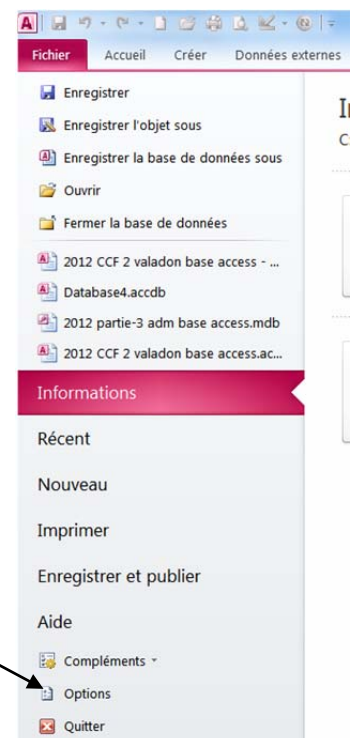 A
Fichier Accueil Créer Données externes
Enregistrer
Enregistrer l'objet sous
Enregistrer la base de données sous
Ouvrir
Fermer la base de données
2012 CCF 2 valadon base access - ...
Database4.accdb
2012 partie-3 adm base access.mdb
2012 CCF 2 valadon base access.ac...
Informations
Récent
Nouveau
Imprimer
Enregistrer et publier
Aide
Compléments
Options
Quitter